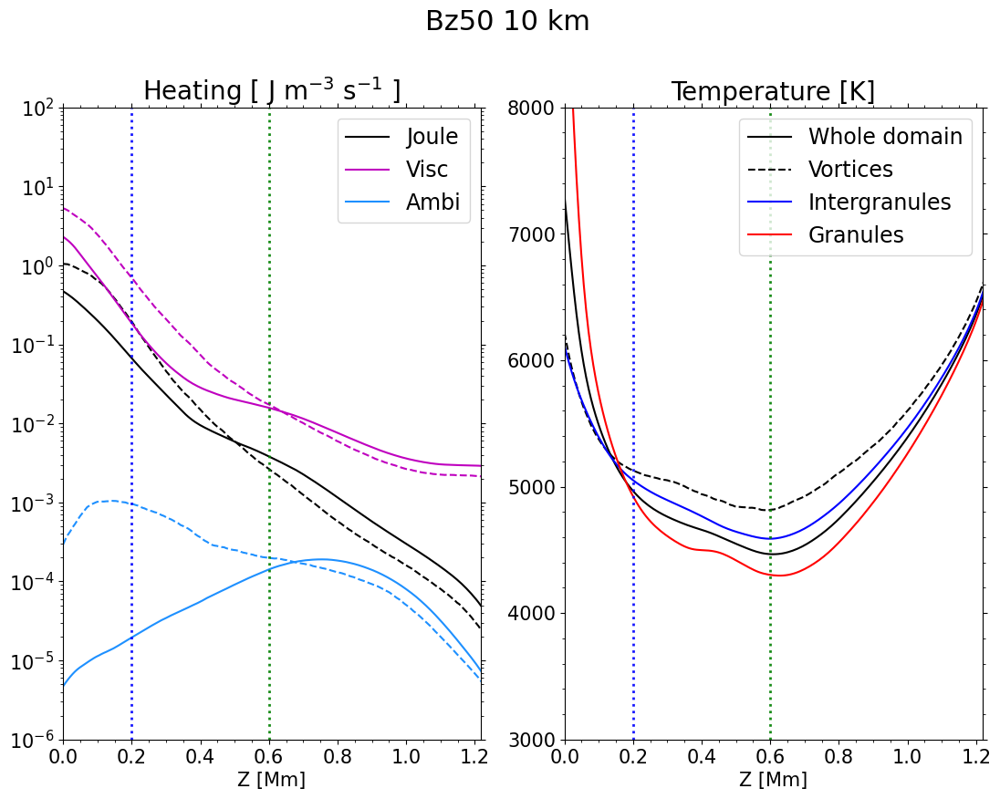 Bz50 10 km
Heating [ J m⁻³ s⁻¹ ]
10²
10¹
10⁰
10⁻¹
10⁻²
10⁻³
10⁻⁴
10⁻⁵
10⁻⁶
Joule
Visc
Ambi
0.0 0.2 0.4 0.6 0.8 1.0 1.2
Z [Mm]
Temperature [K]
8000
7000
6000
5000
4000
3000
Whole domain
Vortices
Intergranules
Granules
0.0 0.2 0.4 0.6 0.8 1.0 1.2
Z [Mm]